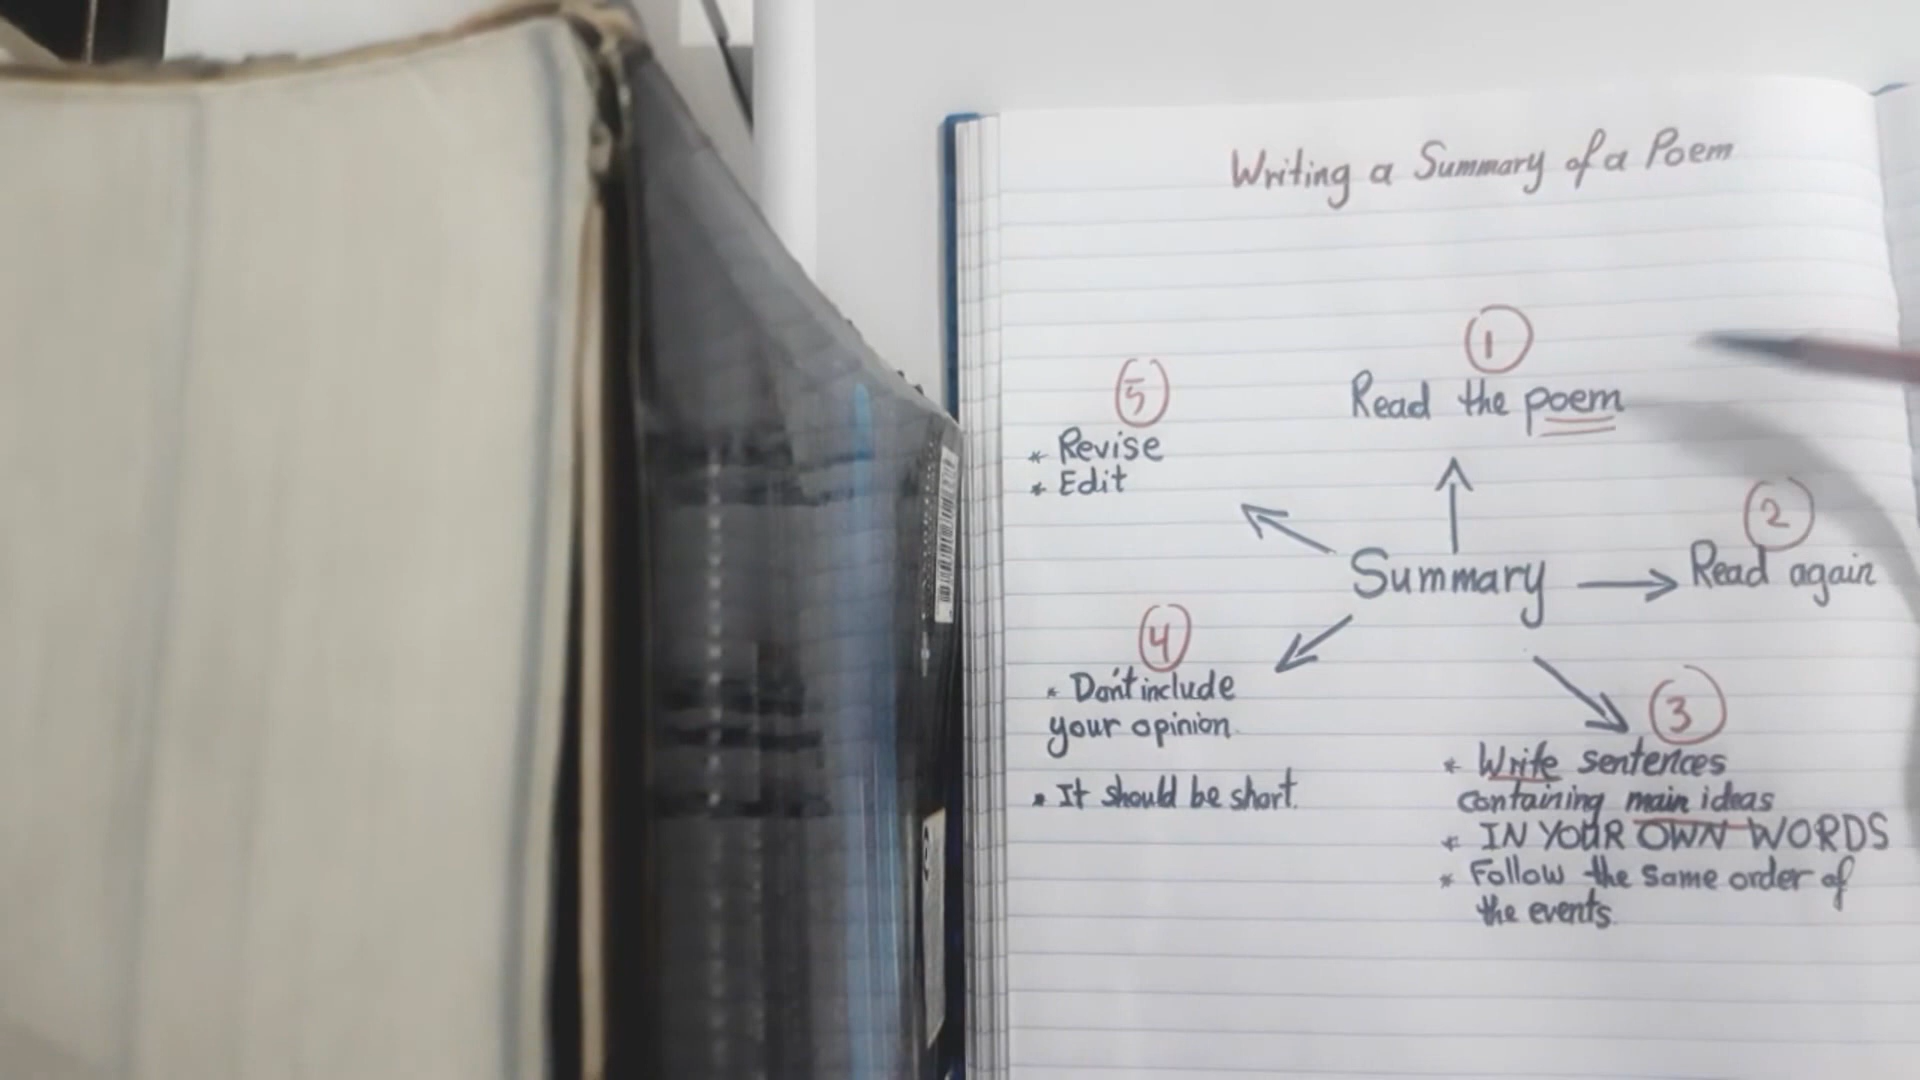 Writing a Summary of a Poem
1
Read the poem
2
Read again
Summary
3
* Write sentences
containing main ideas
* IN YOUR OWN WORDS
* Follow the same order of
the events.
4
* Don't include
your opinion.
* It should be short.
5
* Revise
* Edit